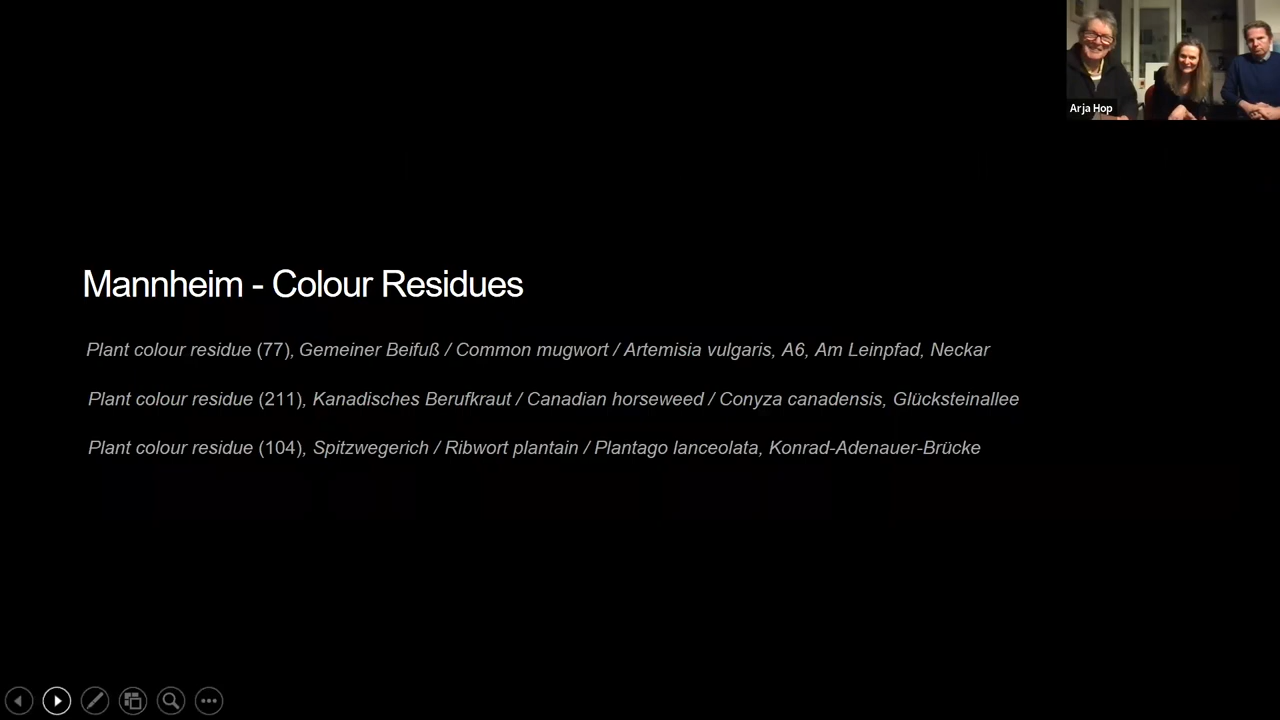 Arja Hop
Mannheim - Colour Residues
Plant colour residue (77), Gemeiner Beifuß / Common mugwort / Artemisia vulgaris, A6, Am Leinpfad, Neckar
Plant colour residue (211), Kanadisches Berufkraut / Canadian horseweed / Conyza canadensis, Glücksteinallee
Plant colour residue (104), Spitzwegerich / Ribwort plantain / Plantago lanceolata, Konrad-Adenauer-Brücke